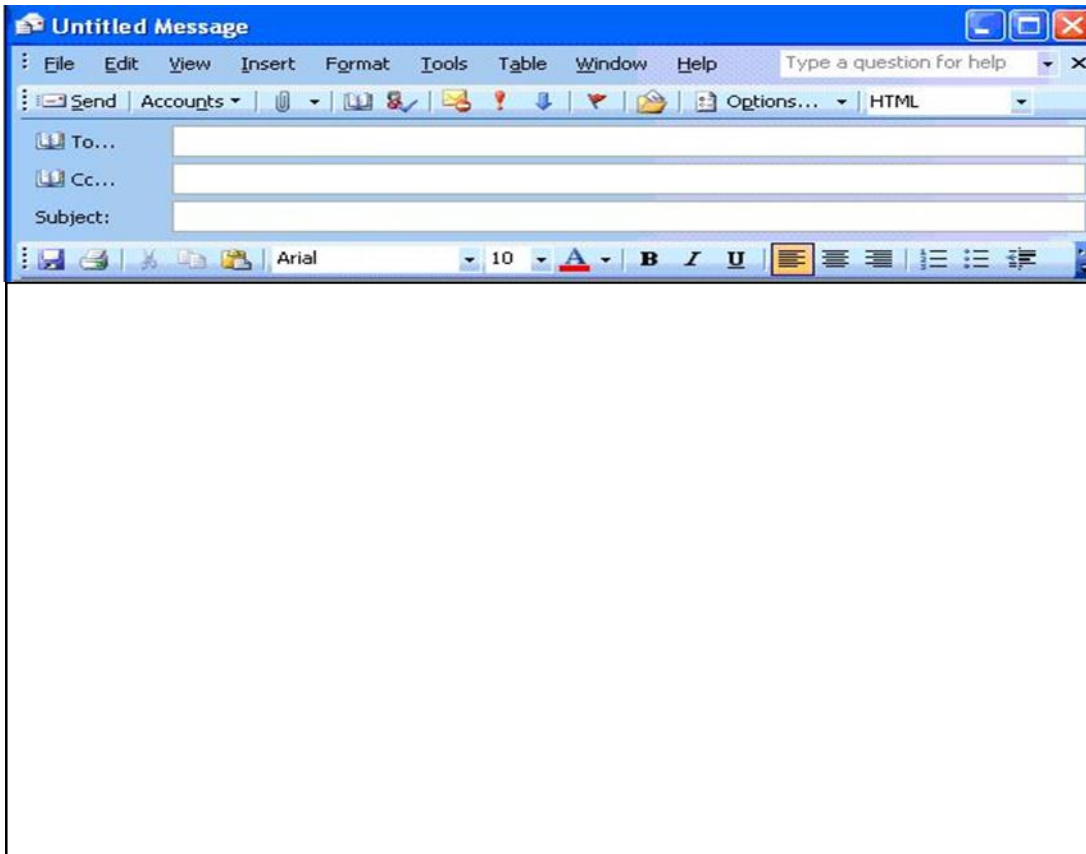 Untitled Message
File Edit View Insert Format Tools Table Window Help Type a question for help
Send Accounts Options... HTML
To...
Cc...
Subject:
Arial 10 A B I U